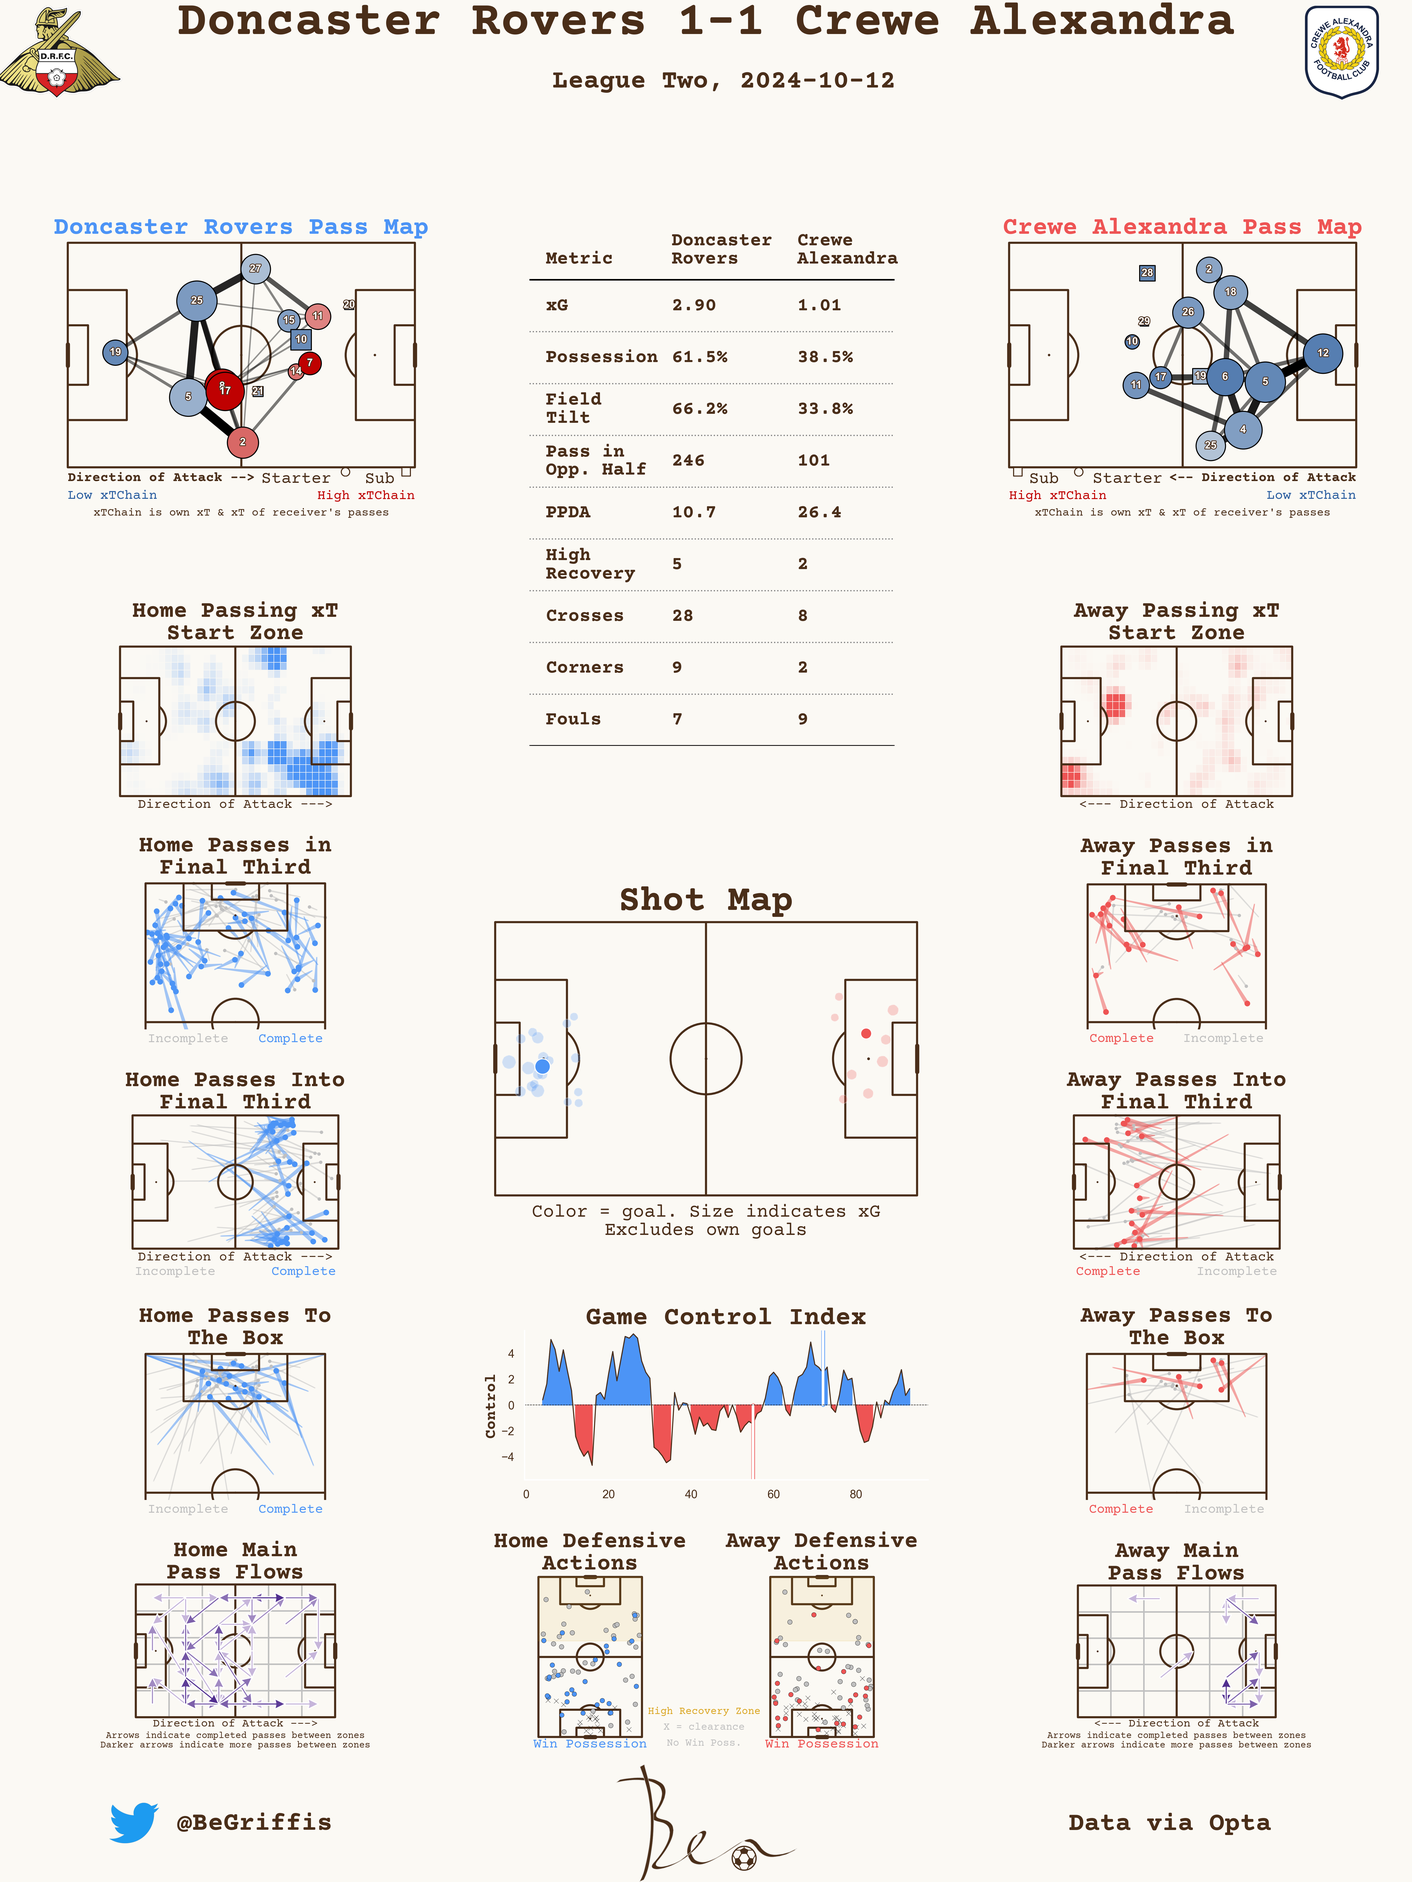 Doncaster Rovers 1-1 Crewe Alexandra
League Two, 2024-10-12
D.R.F.C.
CREWE ALEXANDRA
FOOTBALL CLUB
Doncaster Rovers Pass Map
27
25
20
11
15
10
19
7
14
8
17
21
5
2
Direction of Attack --> Starter Sub
Low xTChain High xTChain
xTChain is own xT & xT of receiver's passes
Metric Doncaster Rovers Crewe Alexandra
xG 2.90 1.01
Possession 61.5% 38.5%
Field Tilt 66.2% 33.8%
Pass in Opp. Half 246 101
PPDA 10.7 26.4
High Recovery 5 2
Crosses 28 8
Corners 9 2
Fouls 7 9
Crewe Alexandra Pass Map
28
2
18
26
29
10
12
17
19
6
5
11
4
25
Sub Starter <-- Direction of Attack
High xTChain Low xTChain
xTChain is own xT & xT of receiver's passes
Home Passing xT
Start Zone
Direction of Attack --->
Away Passing xT
Start Zone
<--- Direction of Attack
Home Passes in
Final Third
Incomplete Complete
Away Passes in
Final Third
Complete Incomplete
Shot Map
Color = goal. Size indicates xG
Excludes own goals
Home Passes Into
Final Third
Direction of Attack --->
Incomplete Complete
Away Passes Into
Final Third
<--- Direction of Attack
Complete Incomplete
Home Passes To
The Box
Incomplete Complete
Game Control Index
Control
4
2
0
−2
−4
0 20 40 60 80
Away Passes To
The Box
Complete Incomplete
Home Main
Pass Flows
Direction of Attack --->
Arrows indicate completed passes between zones
Darker arrows indicate more passes between zones
Home Defensive
Actions
Win Possession
High Recovery Zone
X = clearance
No Win Poss.
Away Defensive
Actions
Win Possession
Away Main
Pass Flows
<--- Direction of Attack
Arrows indicate completed passes between zones
Darker arrows indicate more passes between zones
@BeGriffis
Ben
Data via Opta